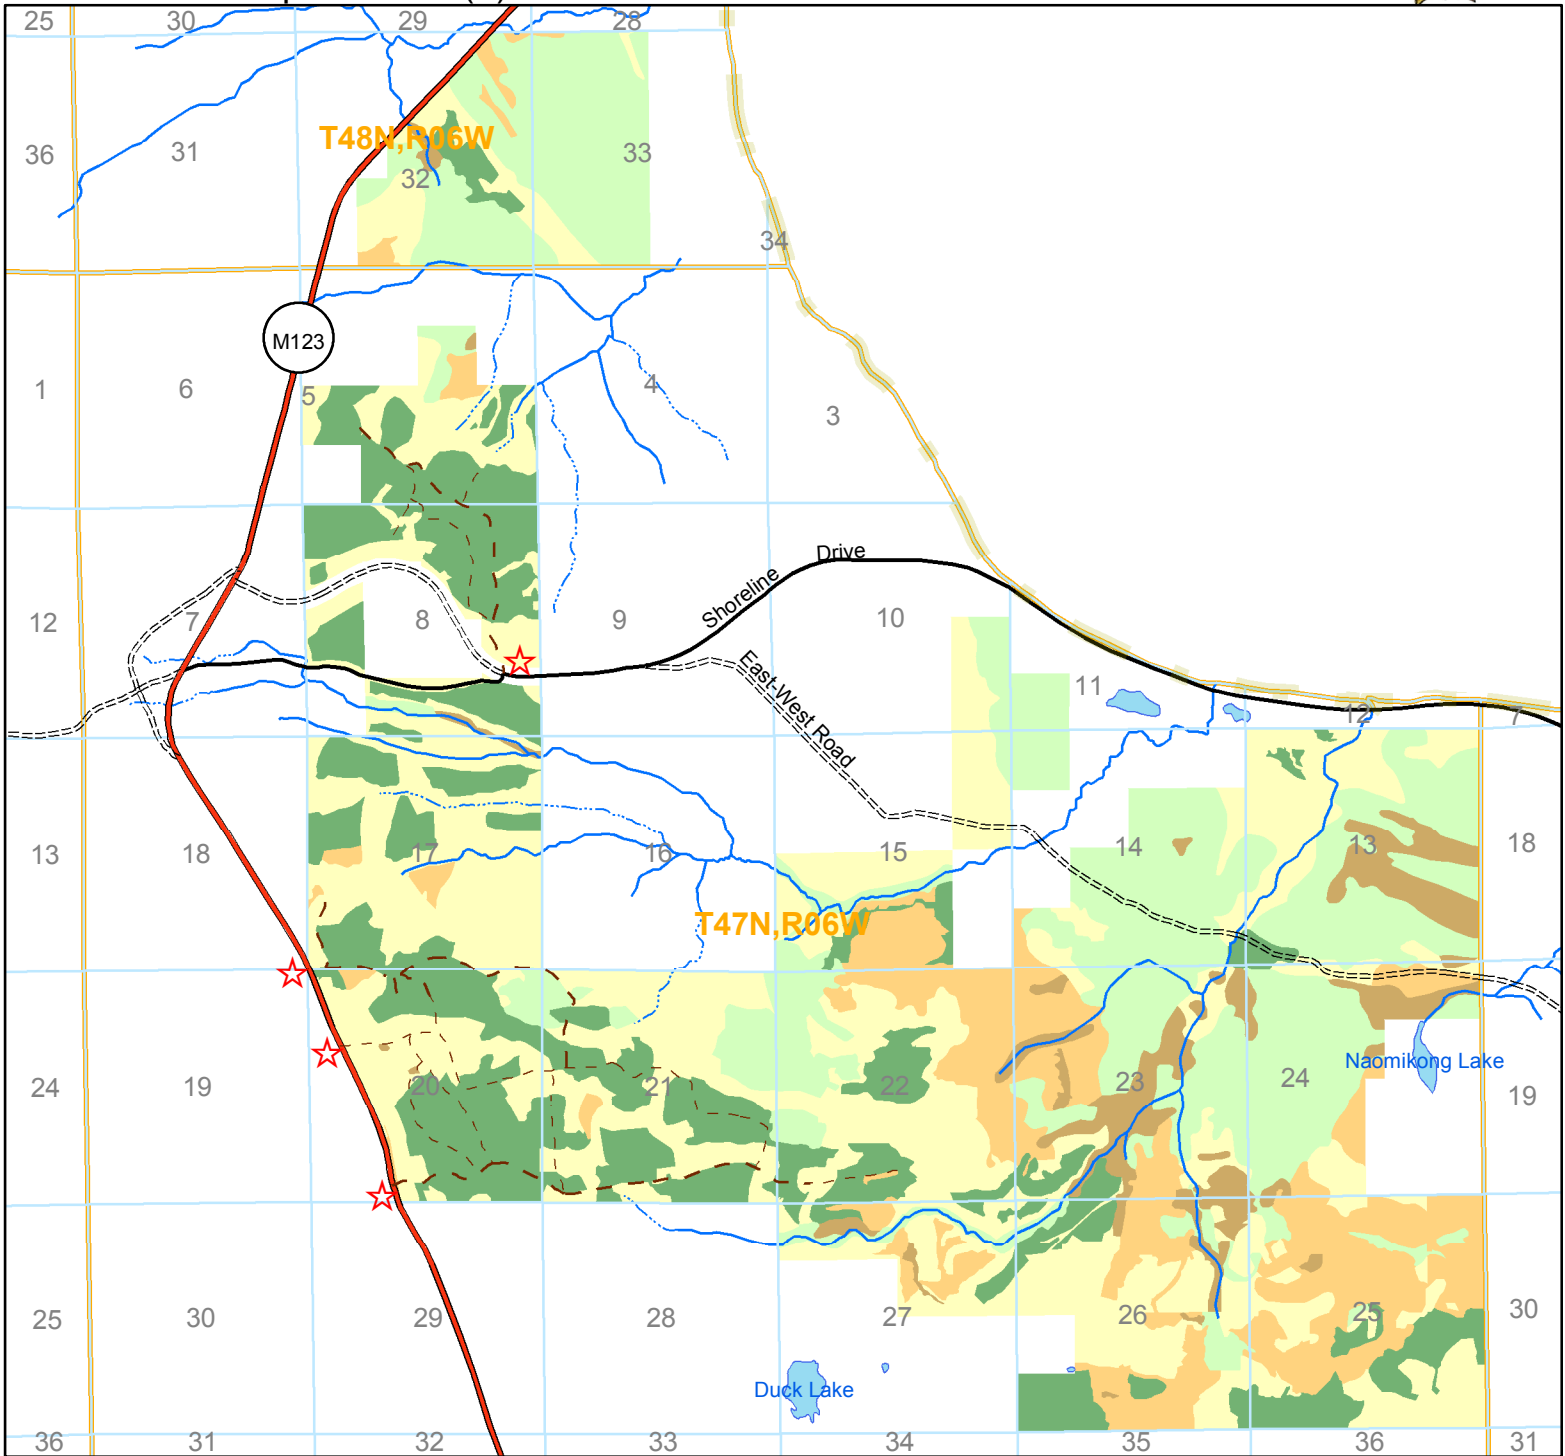 25 30 29 28
T48N,R06W
36 31 32 33
34
M123
1 6 5 4 3
Shoreline Drive
12 7 8 9 10
East-West Road
11 12 7
13 18 17 16 15 14 13 18
T47N,R06W
Naomikong Lake
24 19 20 21 22 23 24 19
25 30 29 28 27 26 25 30
Duck Lake
36 31 32 33 34 35 36 31